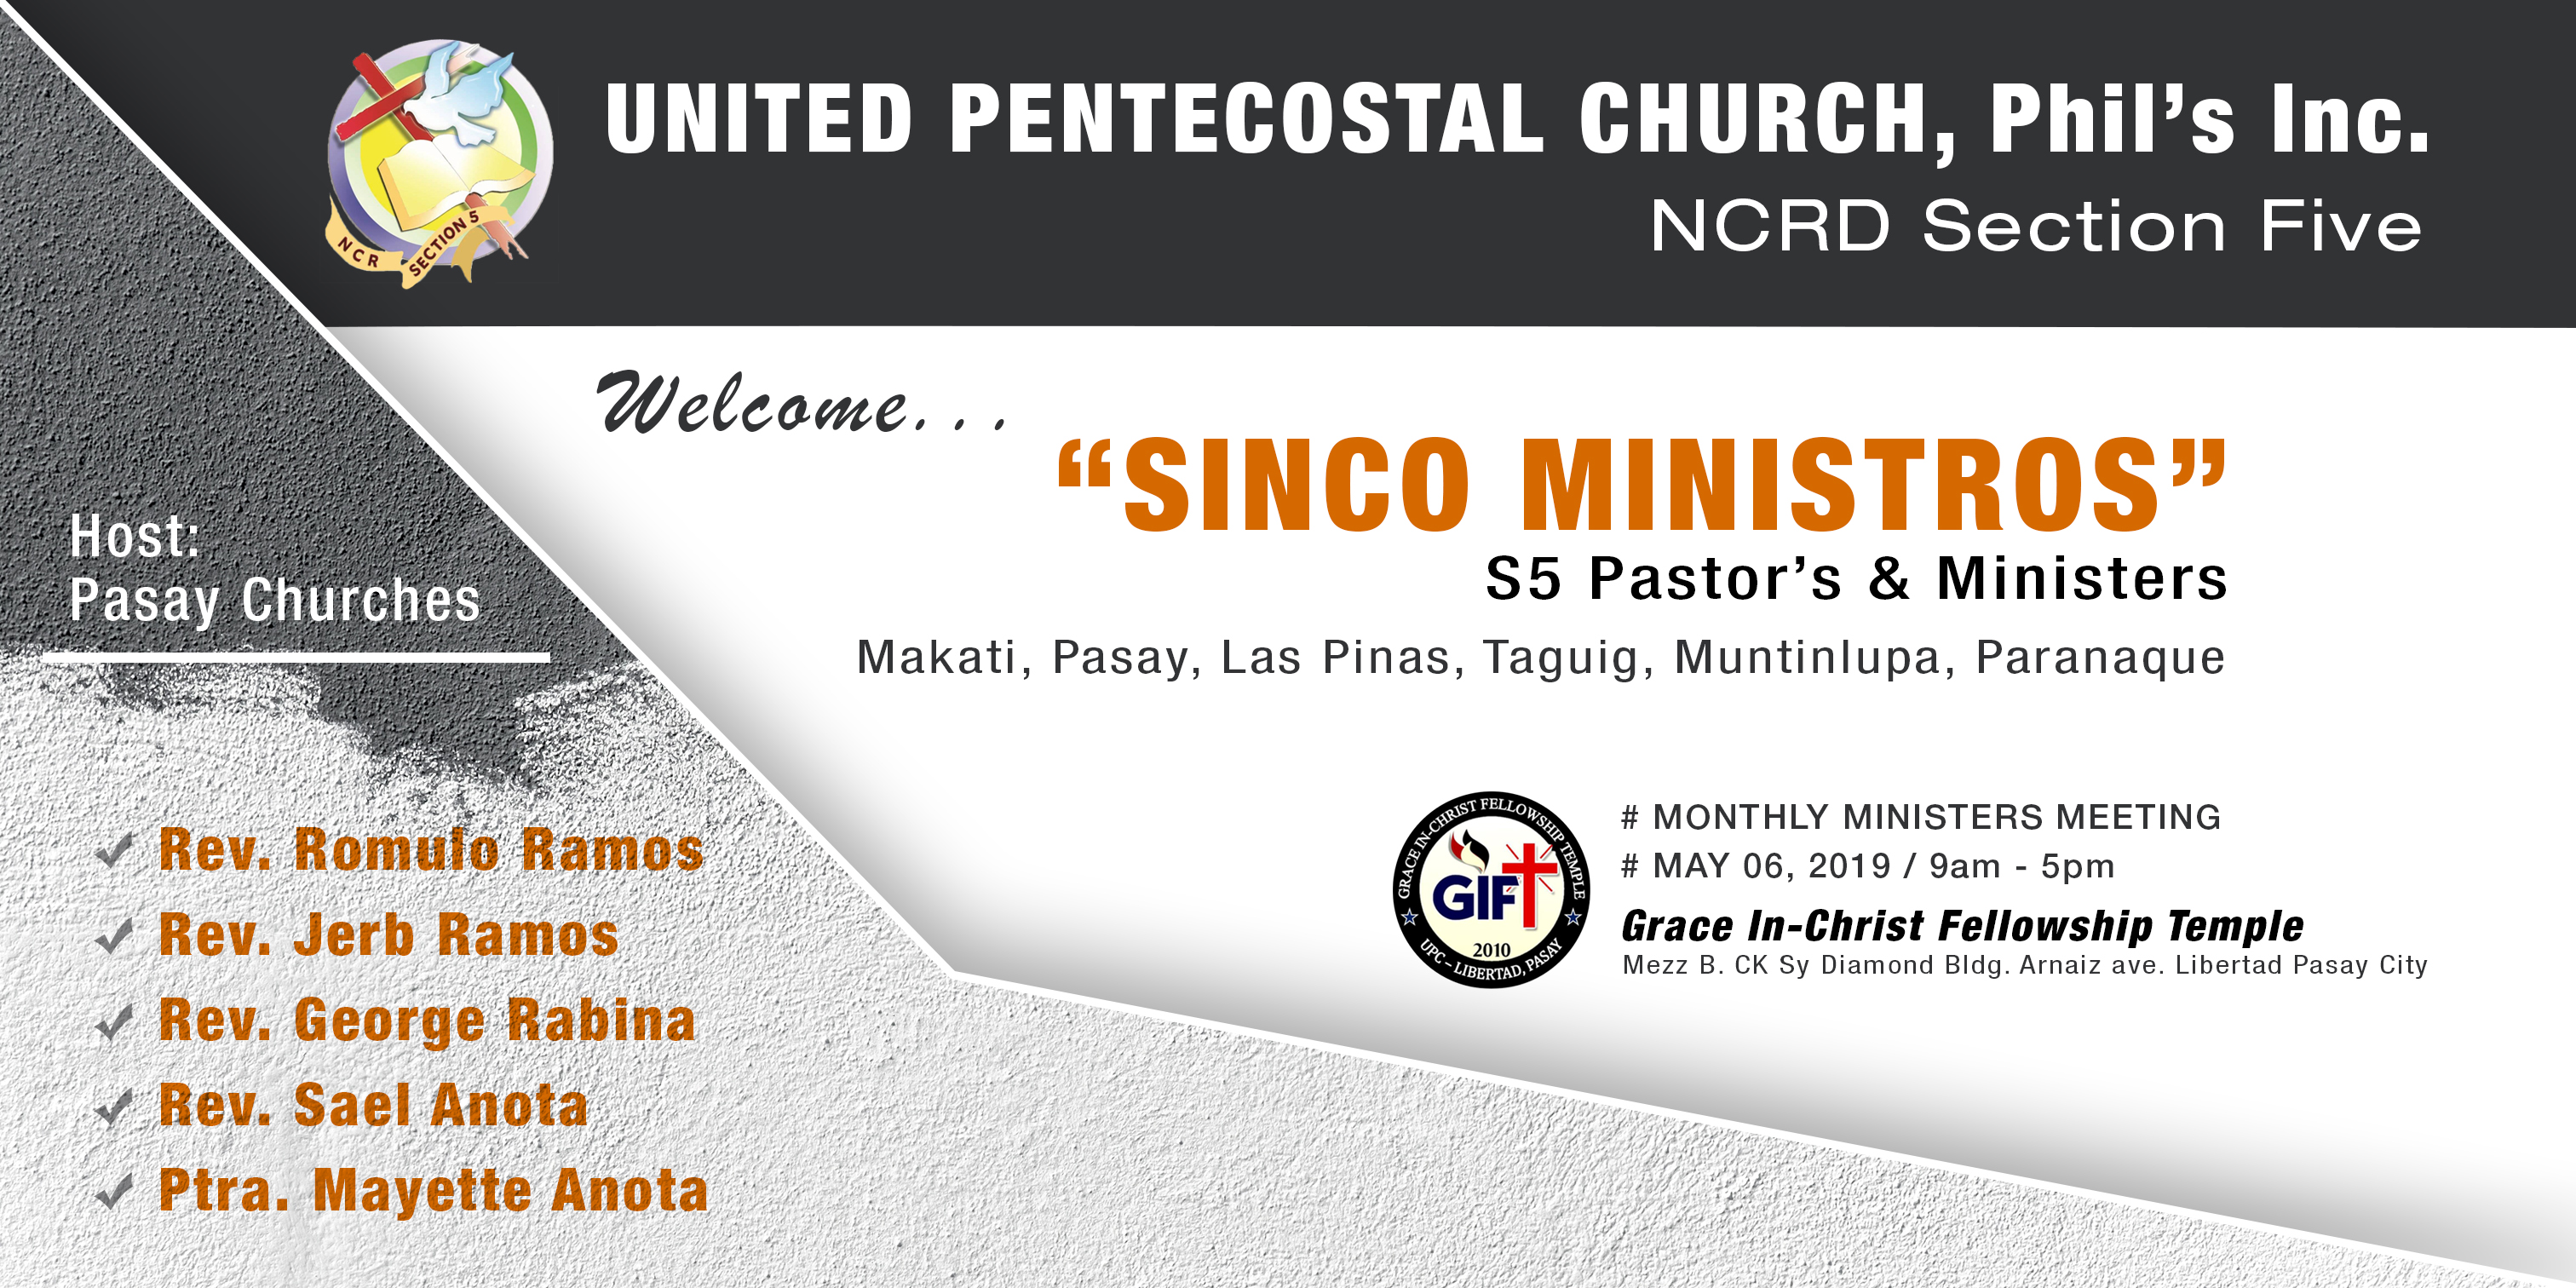 UNITED PENTECOSTAL CHURCH, Phil’s Inc.
NCRD Section Five
NCR SECTION 5
Welcome...
“SINCO MINISTROS”
S5 Pastor’s & Ministers
Makati, Pasay, Las Pinas, Taguig, Muntinlupa, Paranaque
Host:
Pasay Churches
Rev. Romulo Ramos
Rev. Jerb Ramos
Rev. George Rabina
Rev. Sael Anota
Ptra. Mayette Anota
GRACE IN-CHRIST FELLOWSHIP TEMPLE
GIFT
2010
UPC – LIBERTAD, PASAY
# MONTHLY MINISTERS MEETING
# MAY 06, 2019 / 9am - 5pm
Grace In-Christ Fellowship Temple
Mezz B. CK Sy Diamond Bldg. Arnaiz ave. Libertad Pasay City